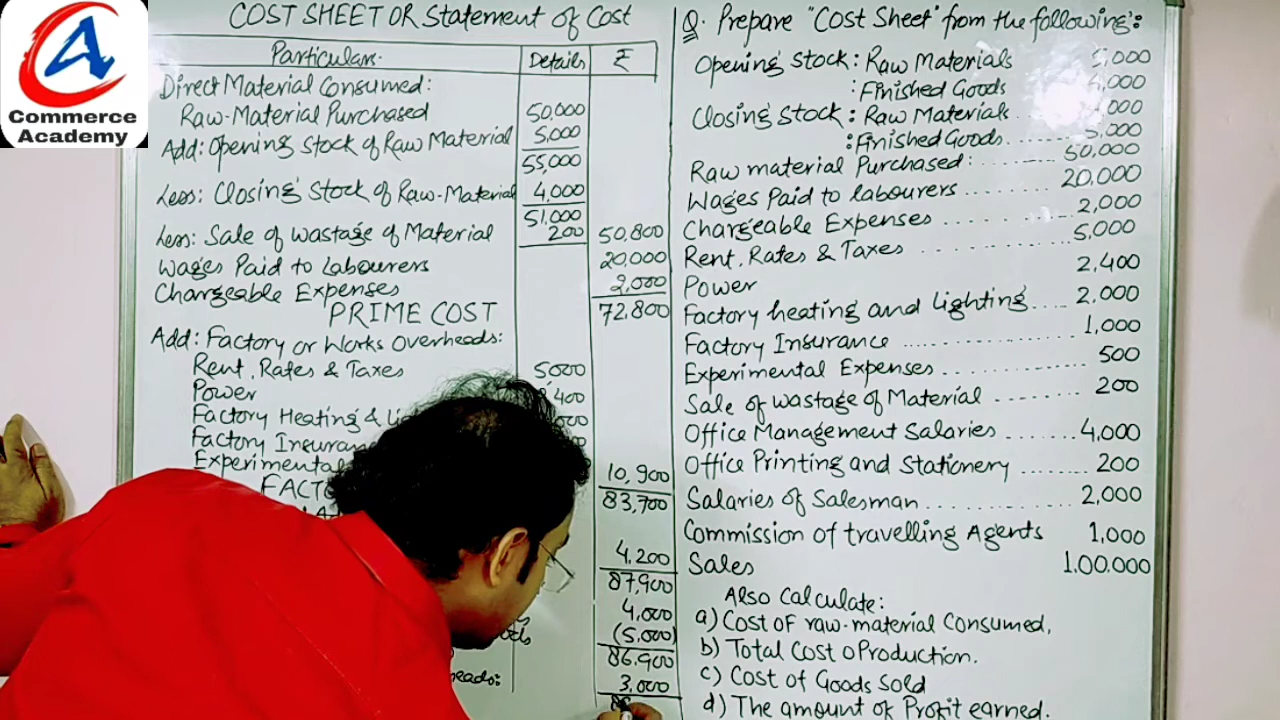 A
Commerce
Academy
COST SHEET OR Statement of Cost
Particulars. Details ₹
Direct Material Consumed:
Raw-Material Purchased 50,000
Add: Opening Stock of Raw Material 5,000
55,000
Less: Closing Stock of Raw-Material 4,000
51,000
Less: Sale of Wastage of Material 200 50,800
Wages Paid to Labourers 20,000
Chargeable Expenses 2,000
PRIME COST 72,800
Add: Factory or Works Overheads:
Rent, Rates & Taxes 5000
Power 400
Factory Heating &
Factory
Experimental 10,900
83,700
4,200
87,900
4,000
(5,000)
86,900
3,000
Q. Prepare "Cost Sheet" from the following:
Opening Stock: Raw Materials 5,000
: Finished Goods 4,000
Closing Stock: Raw Materials ,000
: Finished Goods........ 5,000
Raw material Purchased: ........ 50,000
Wages Paid to labourers ........ 20,000
Chargeable Expenses ........ 2,000
Rent, Rates & Taxes ........ 5,000
Power 2,400
Factory heating and lighting.... 2,000
Factory Insurance ........ 1,000
Experimental Expenses ........ 500
Sale of wastage of Material ....... 200
Office Management Salaries ....... 4,000
Office Printing and Stationery ........ 200
Salaries of Salesman ........ 2,000
Commission of travelling Agents 1,000
Sales 1,00,000
Also Calculate:
a) Cost of raw-material Consumed.
b) Total Cost o Production.
c) Cost of Goods Sold
d) The amount of Profit earned.